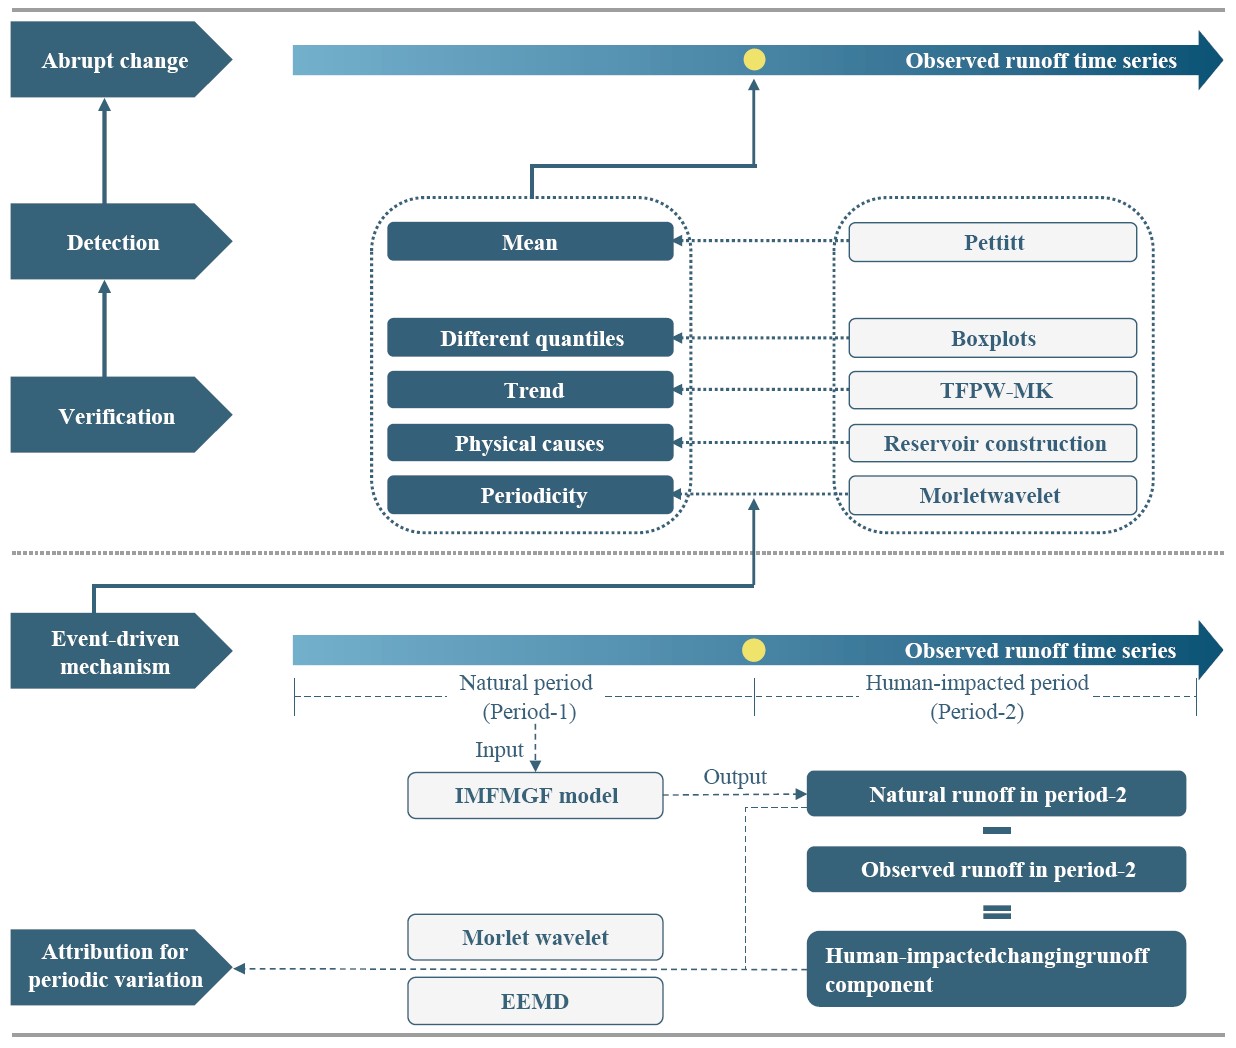 Abrupt change
Observed runoff time series
Detection
Mean
Pettitt
Different quantiles
Boxplots
Trend
TFPW-MK
Verification
Physical causes
Reservoir construction
Periodicity
Morletwavelet
Event-driven
mechanism
Observed runoff time series
Natural period
(Period-1)
Human-impacted period
(Period-2)
Input
Output
IMFMGF model
Natural runoff in period-2
Observed runoff in period-2
Morlet wavelet
Attribution for
periodic variation
Human-impactedchangingrunoff
component
EEMD